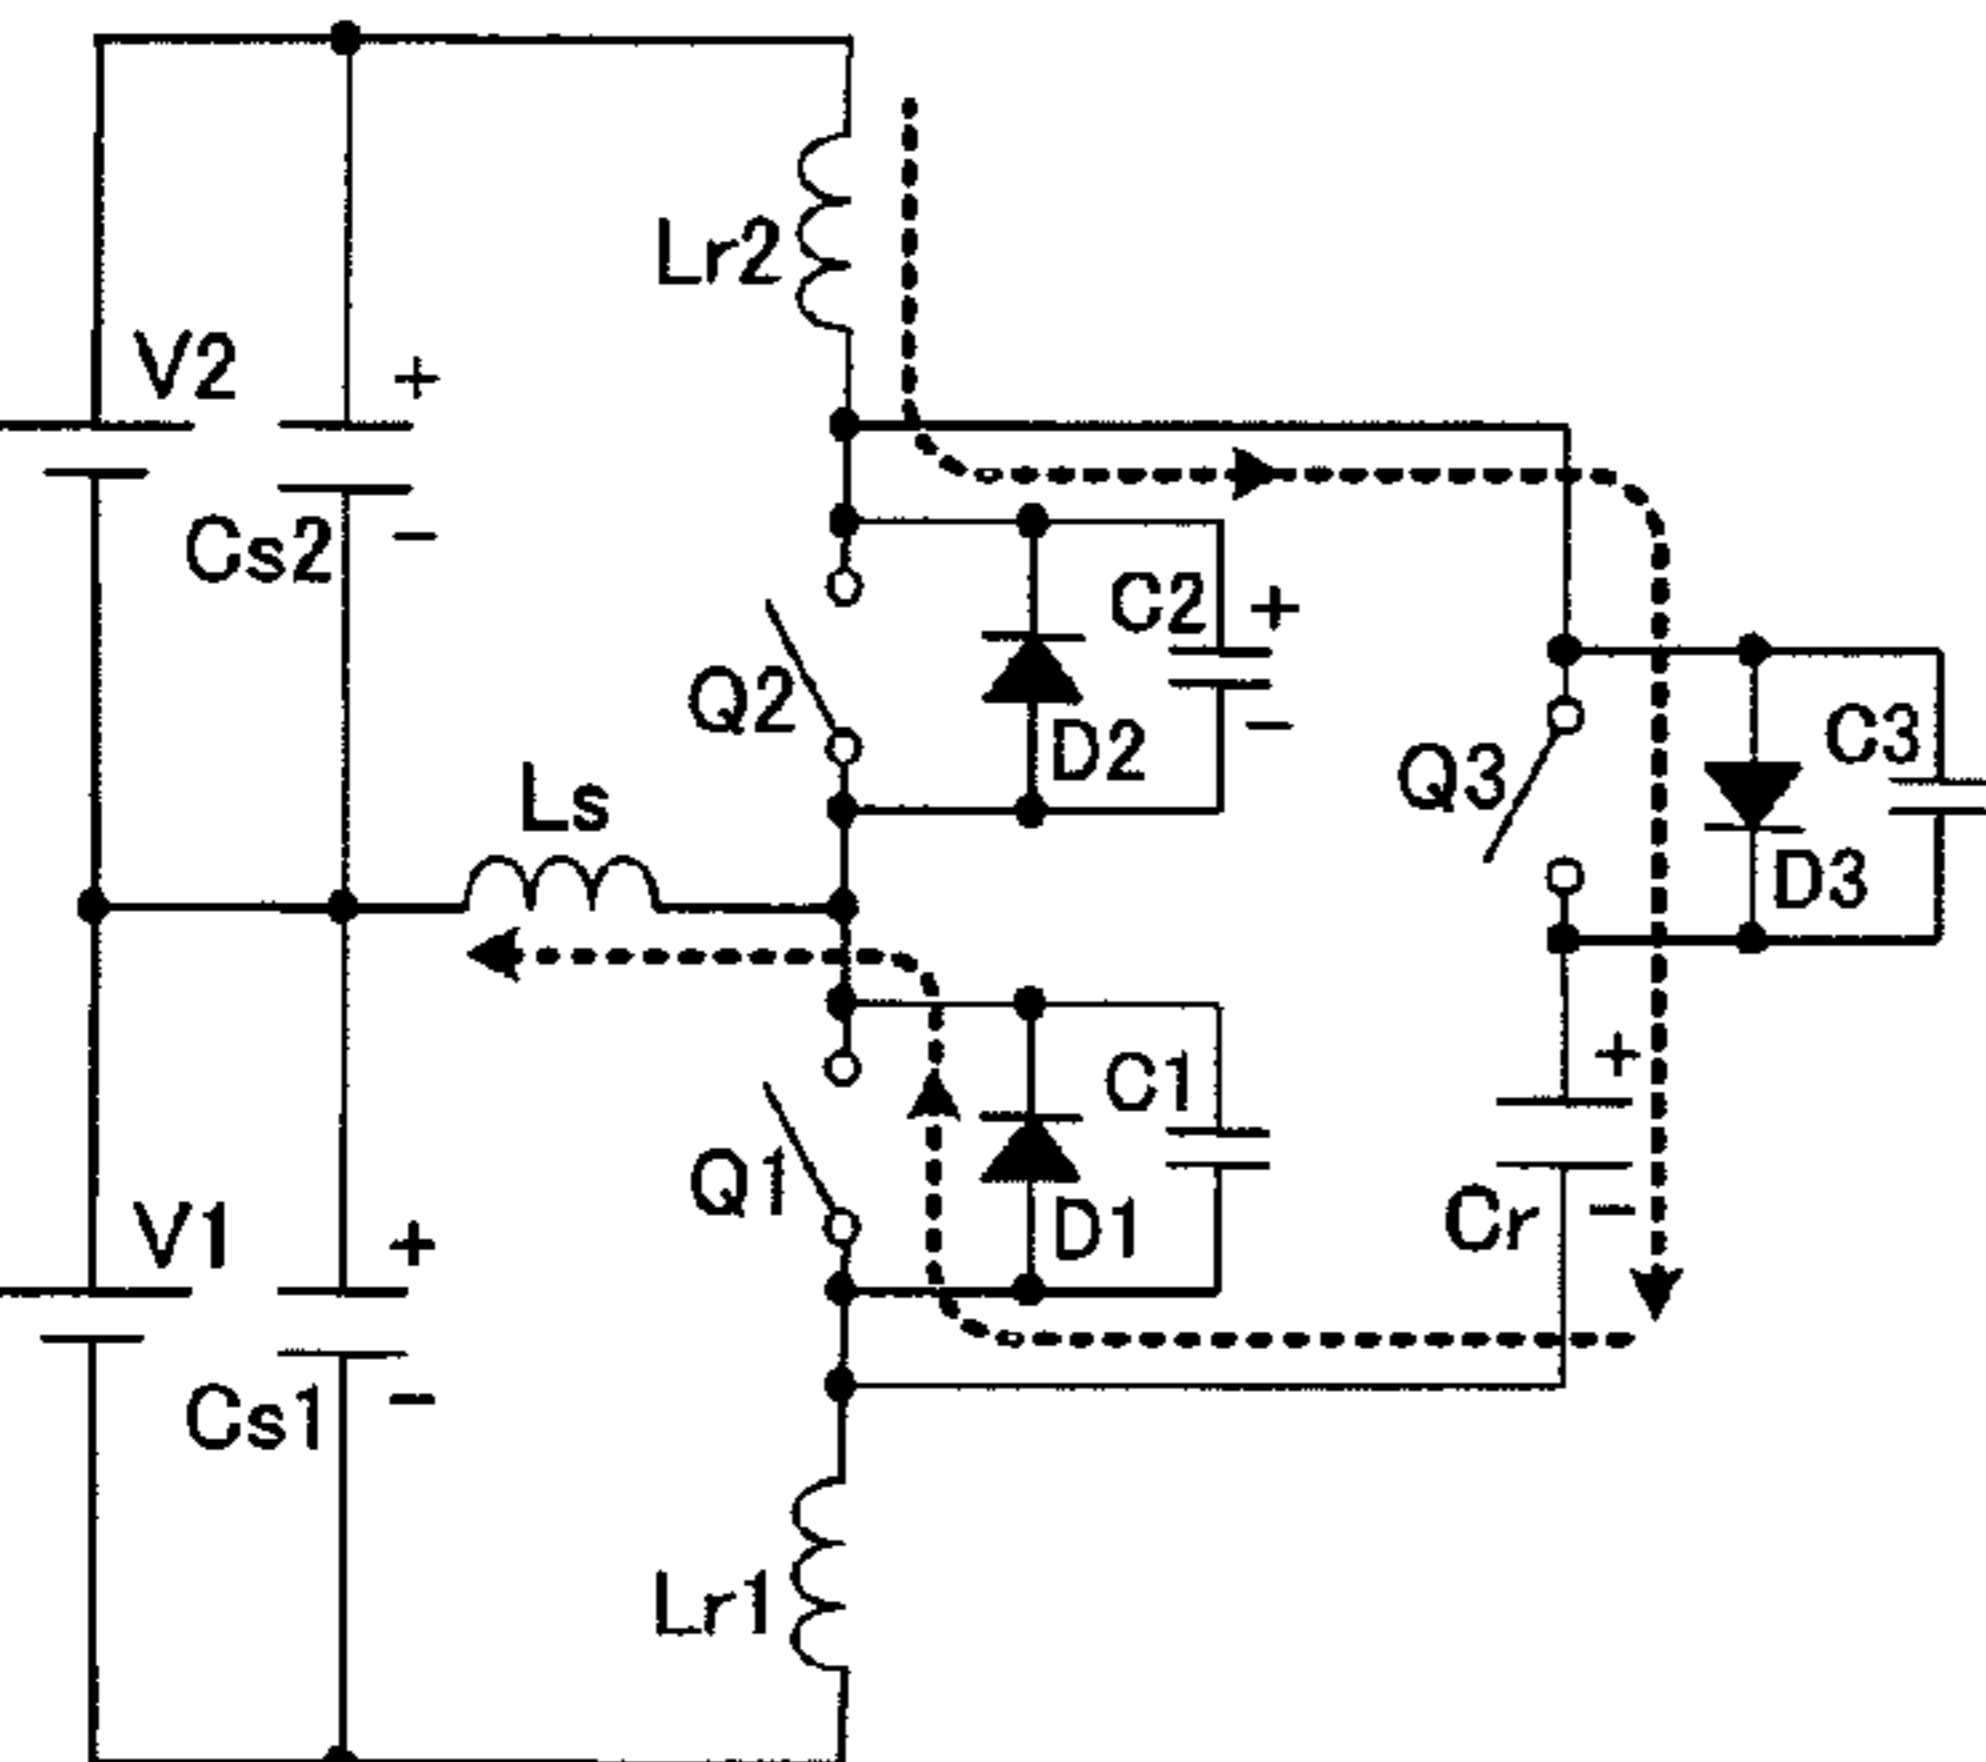 Lr2
V2
+
Cs2
−
C2
+
Q2
D2
−
C3
Q3
Ls
D3
C1
+
Q1
D1
V1
+
Cr
−
Cs1
−
Lr1